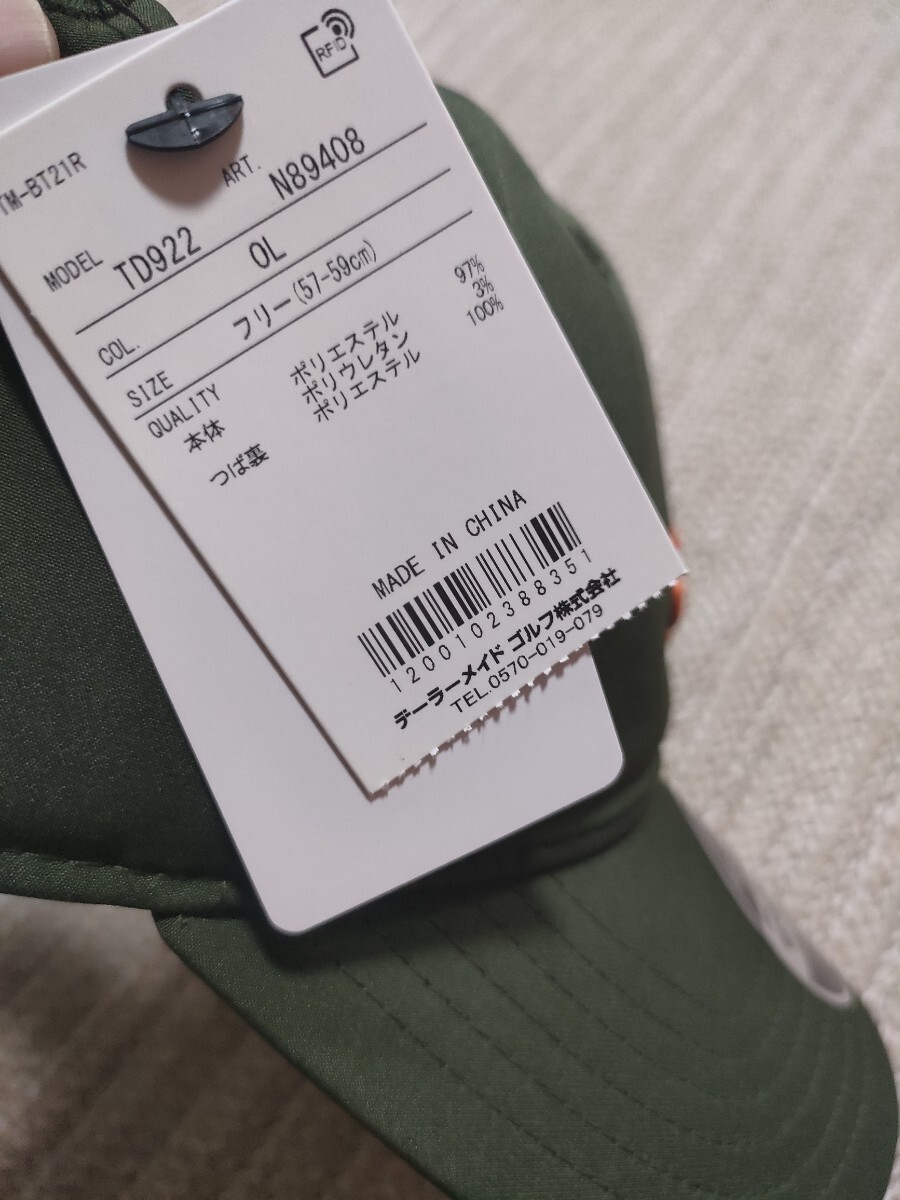 RFID
TM-BT21R
ART. N89408
MODEL TD922
COL. OL
SIZE フリー(57-59cm)
QUALITY
本体 ポリエステル 97%
ポリウレタン 3%
つば裏 ポリエステル 100%
MADE IN CHINA
1200102388351
テーラーメイド ゴルフ株式会社
TEL.0570-019-079